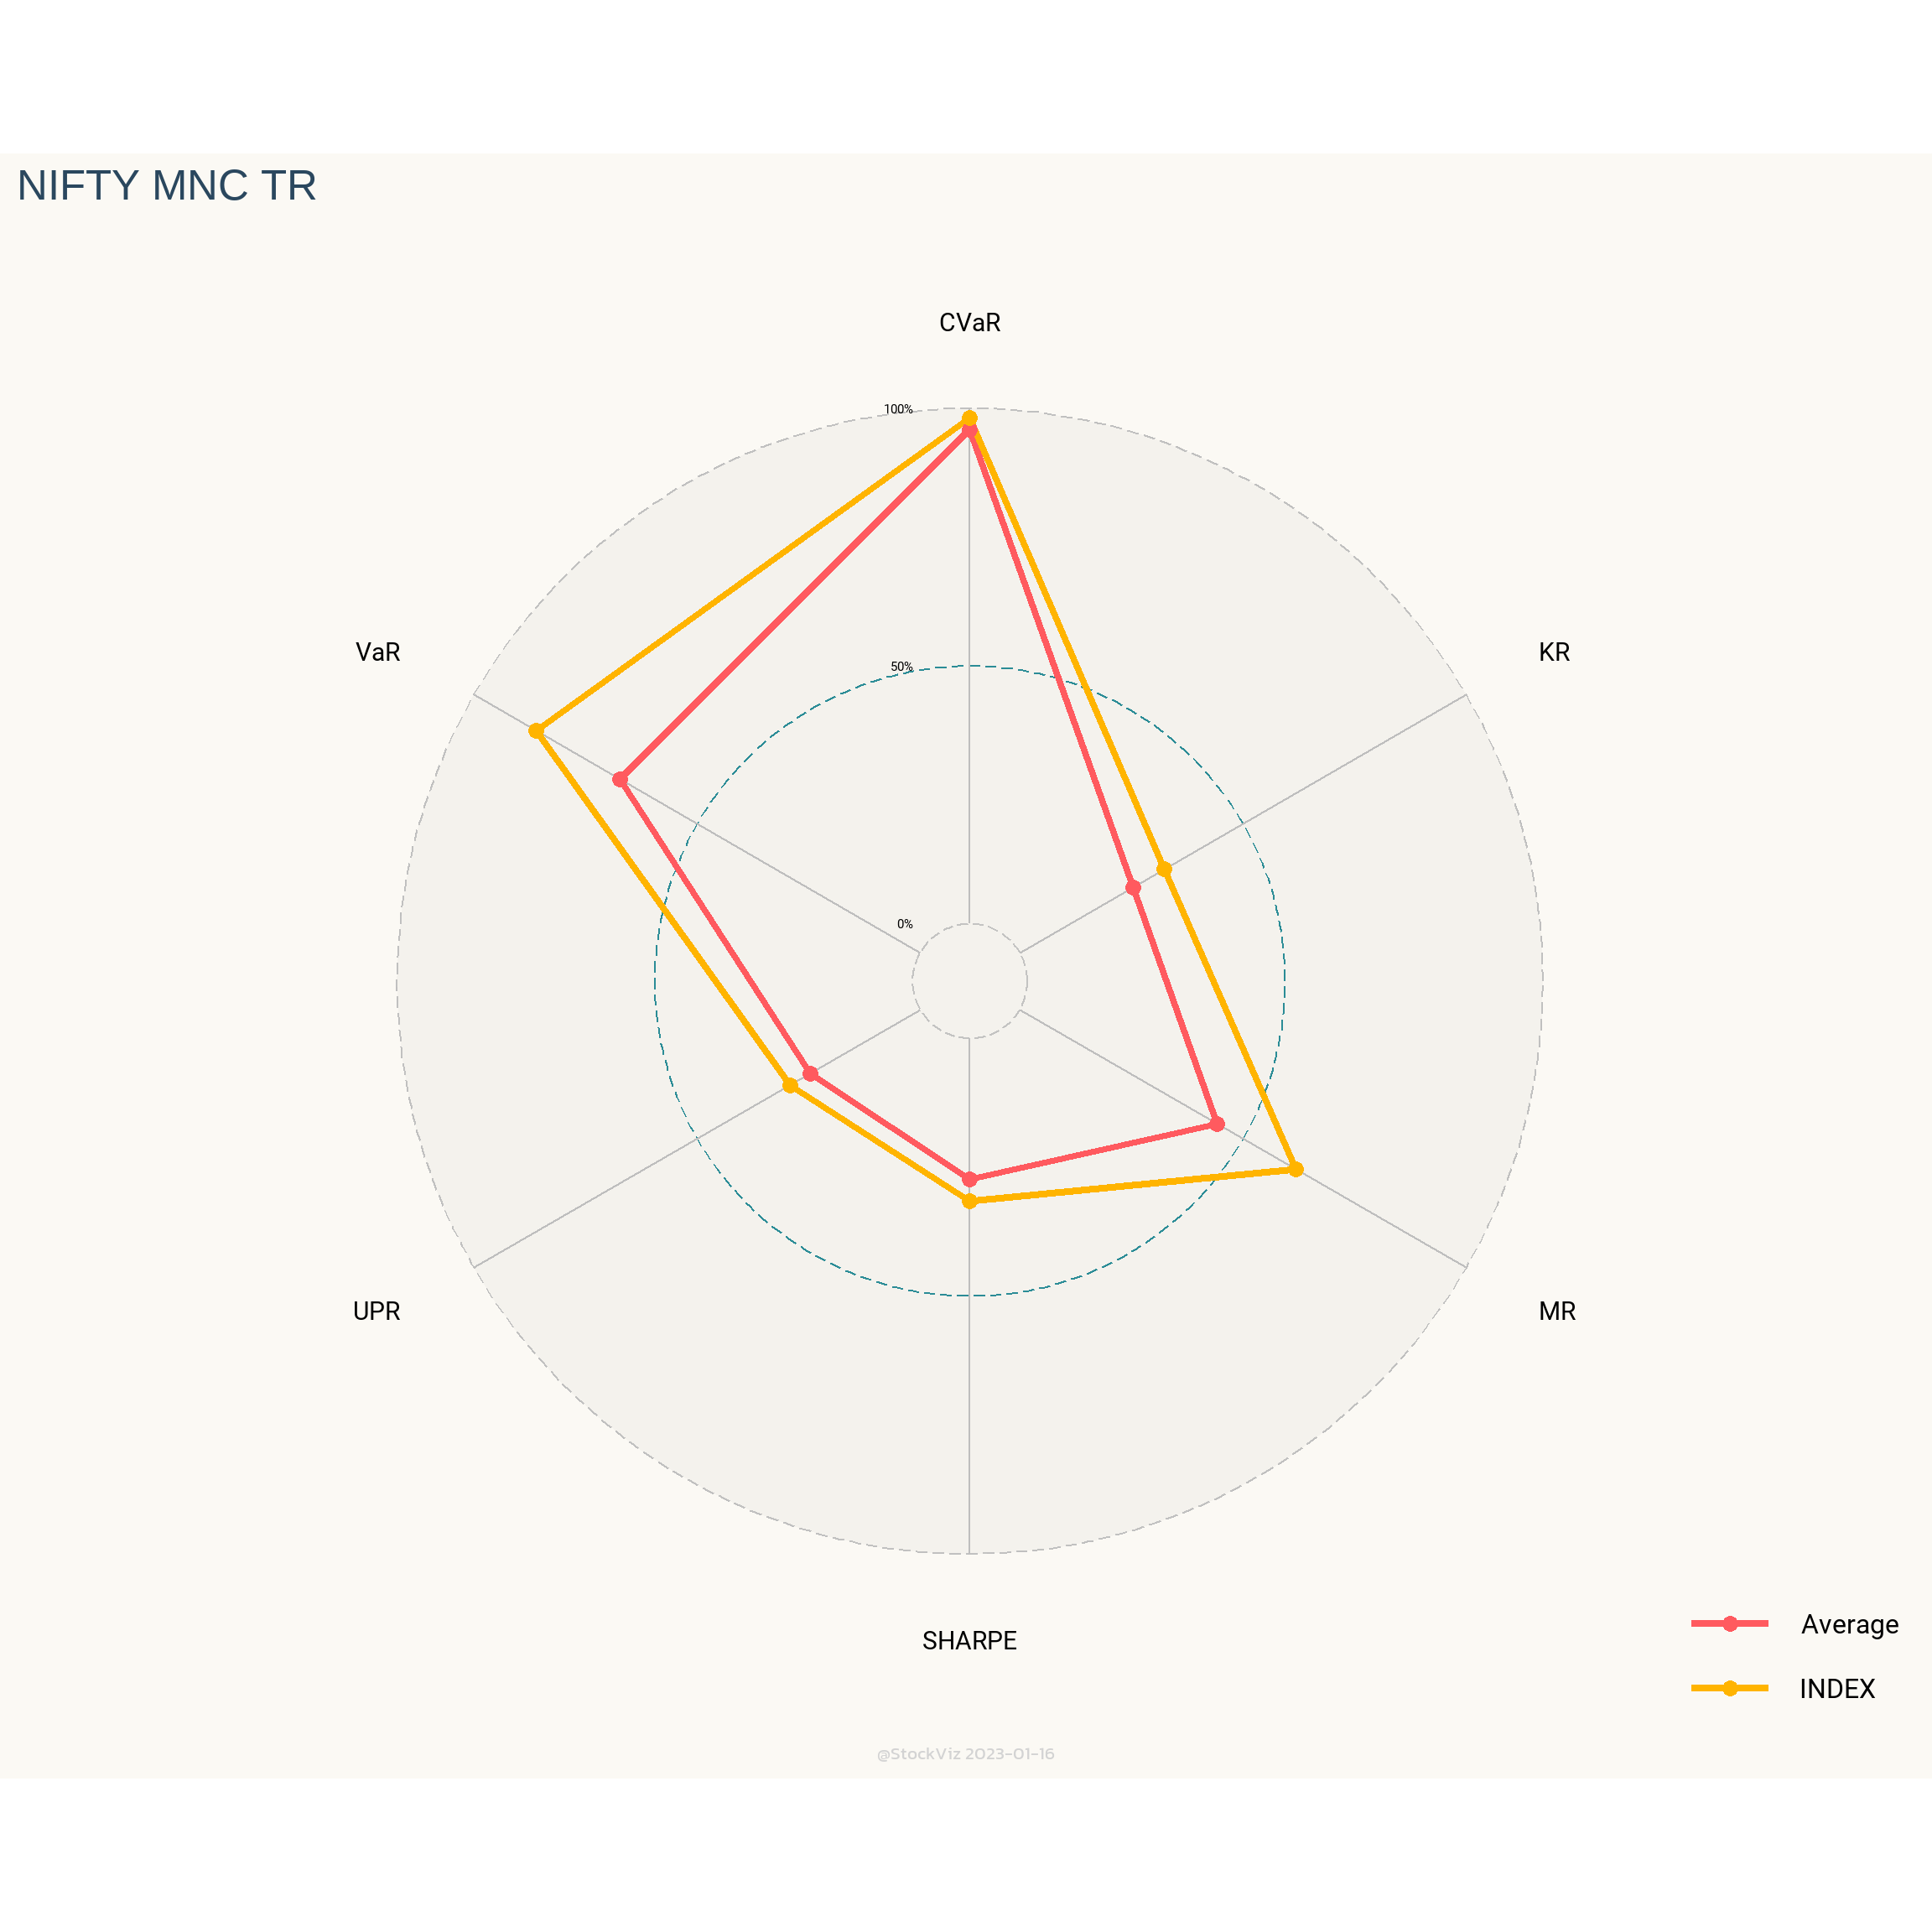 NIFTY MNC TR
CVaR
100%
VaR
KR
50%
0%
UPR
MR
SHARPE
Average
INDEX
@StockViz 2023-01-16